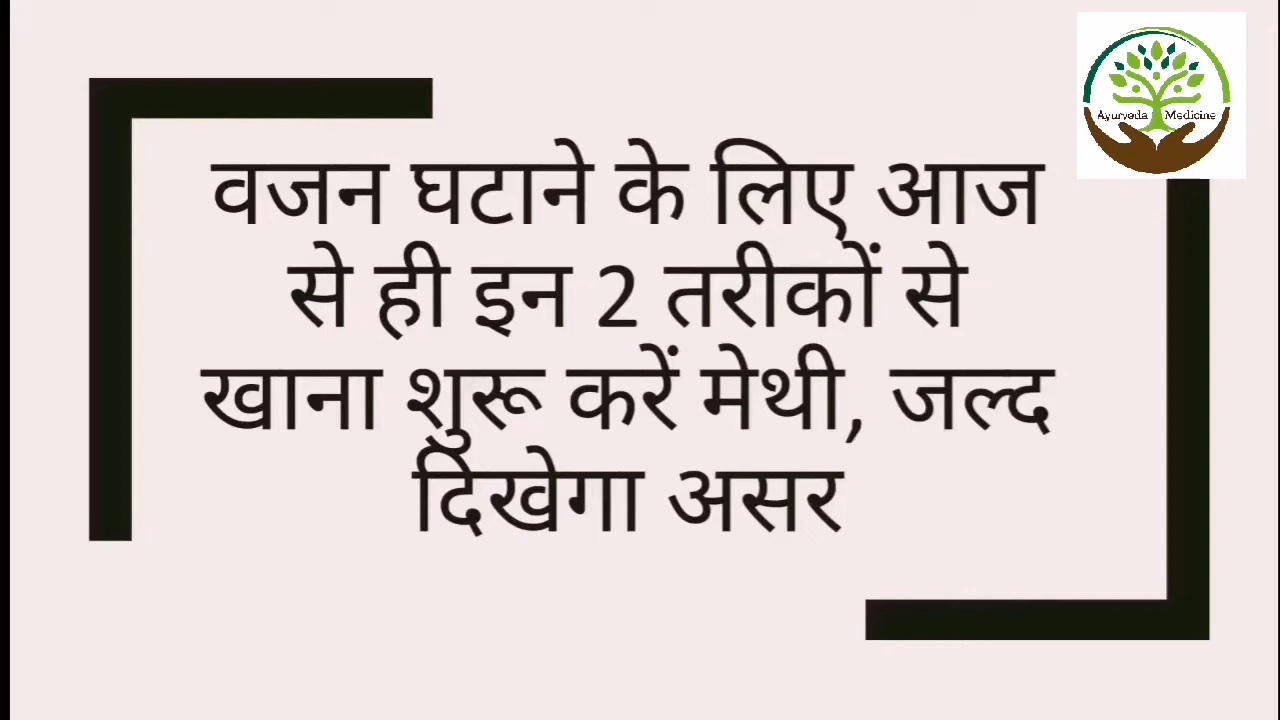 Ayurveda Medicine
वजन घटाने के लिए आज
से ही इन 2 तरीकों से
खाना शुरू करें मेथी, जल्द
दिखेगा असर